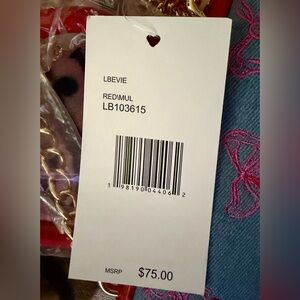 LBEVIE
RED\MUL
LB103615
1 98190 04406 2
MSRP $75.00